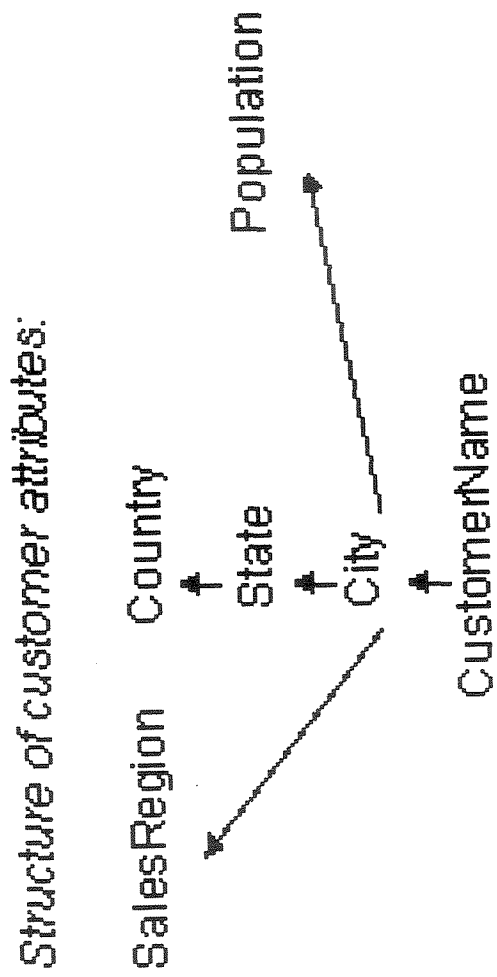 Structure of customer attributes:
SalesRegion Country
State Population
City
CustomerName